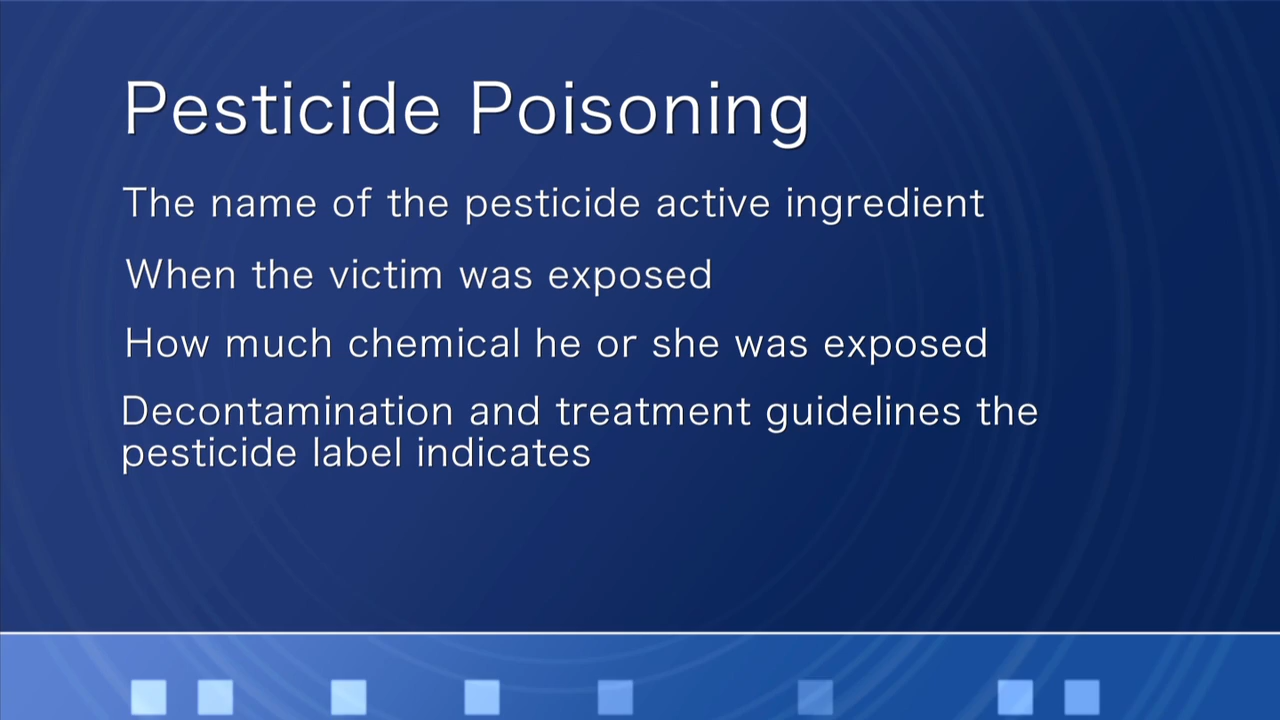 Pesticide Poisoning
The name of the pesticide active ingredient
When the victim was exposed
How much chemical he or she was exposed
Decontamination and treatment guidelines the
pesticide label indicates